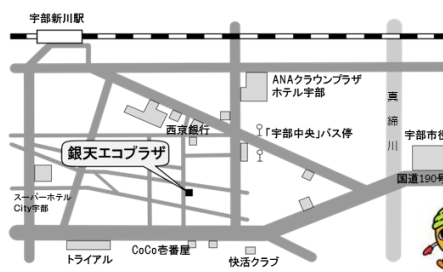 宇部新川駅
ANAクラウンプラザ
ホテル宇部
真締川
西京銀行
「宇部中央」バス停
宇部市役
銀天エコプラザ
国道190号
スーパーホテル
City宇部
CoCo壱番屋
トライアル
快活クラブ